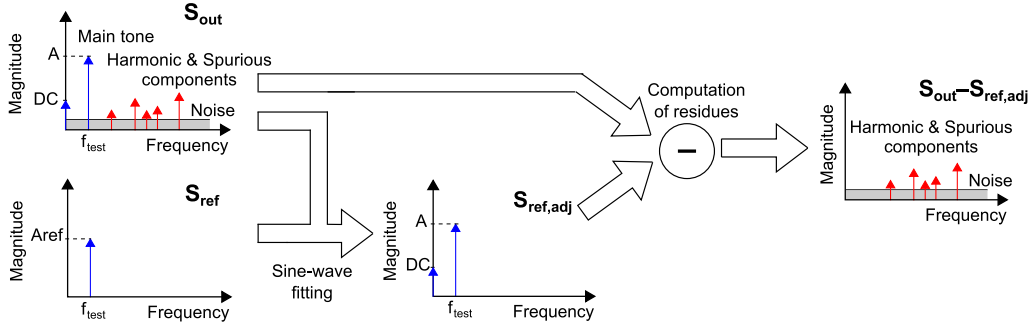 S_out
Magnitude
A
DC
Main tone
Harmonic & Spurious
components
Noise
f_test
Frequency
S_ref
Magnitude
Aref
f_test
Frequency
Sine-wave
fitting
S_ref,adj
Magnitude
A
DC
f_test
Frequency
Computation
of residues
−
S_out−S_ref,adj
Magnitude
Harmonic & Spurious
components
Noise
Frequency